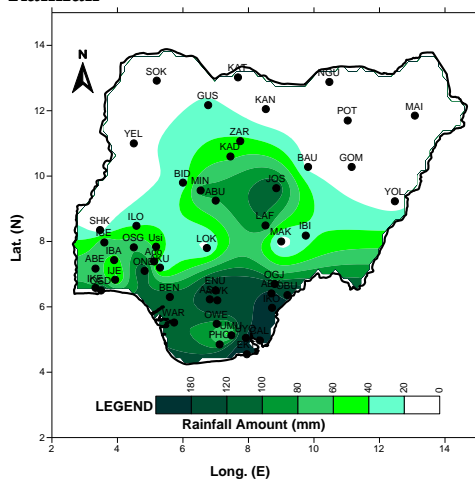 14
12
10
8
6
4
2
Lat. (N)
N
SOK
KAT
NGU
GUS
KAN
POT
MAI
YEL
ZAR
KAD
BAU
GOM
BID
MIN
ABU
JOS
YOL
SHK
ILO
LAF
IBI
MAK
OSG
Usi
LOK
IBA
ABE
IJE
IKE
BEN
ENU
OGJ
WAR
OWE
UMU
PHC
IKO
LEGEND
180
120
100
80
60
40
20
0
Rainfall Amount (mm)
2
4
6
8
10
12
14
Long. (E)